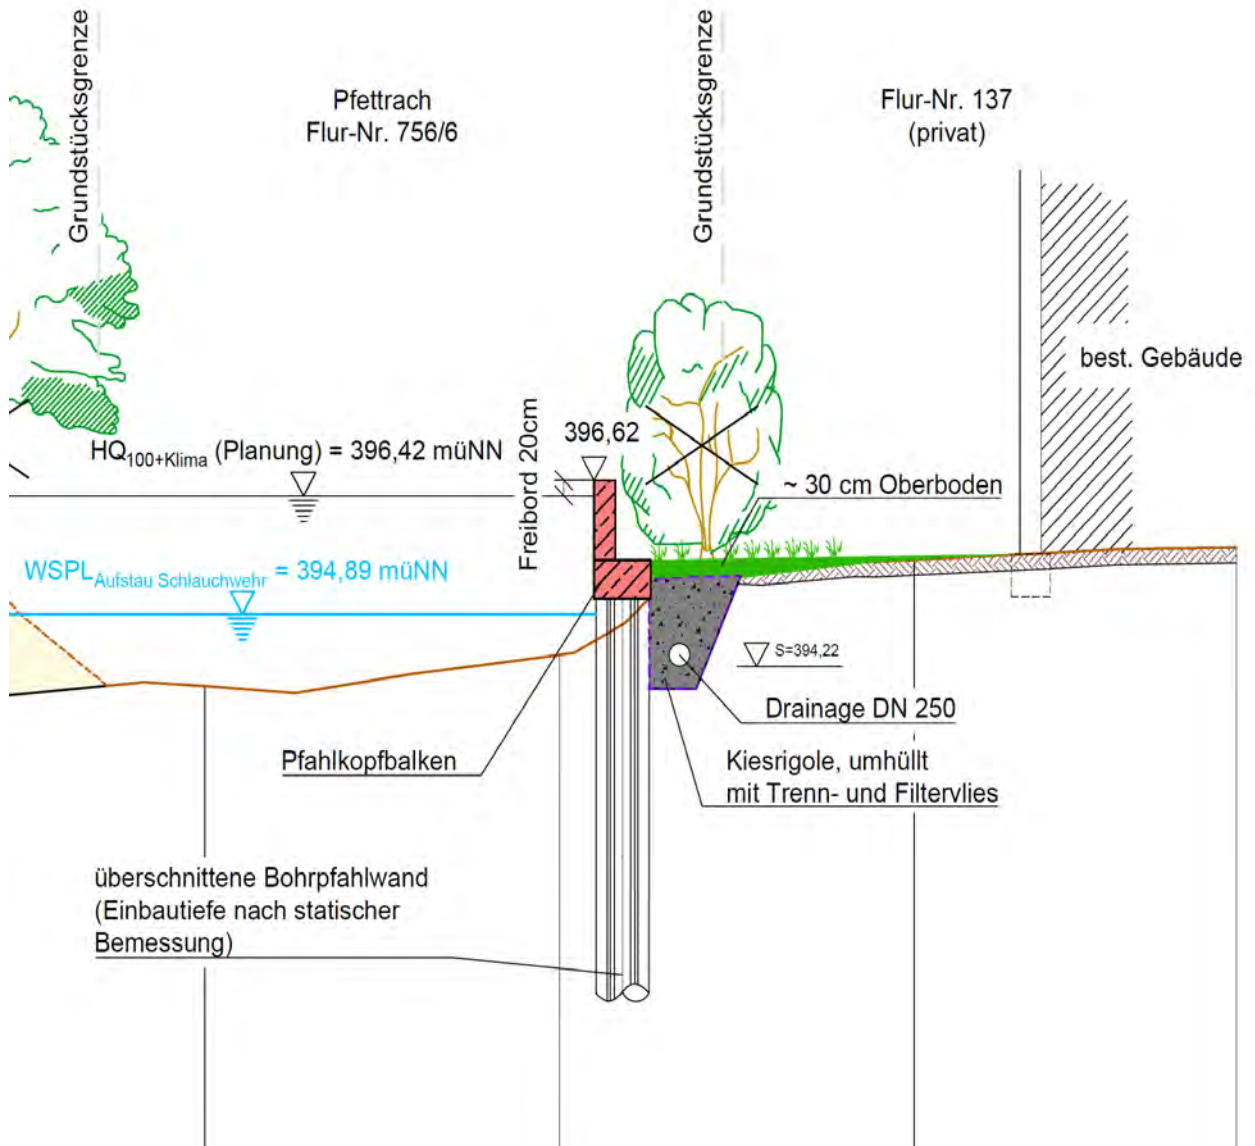 Grundstücksgrenze
Pfettrach
Flur-Nr. 756/6
Grundstücksgrenze
Flur-Nr. 137
(privat)
best. Gebäude
HQ100+Klima (Planung) = 396,42 müNN
Freibord 20cm
396,62
~ 30 cm Oberboden
WSPLAufstau Schlauchwehr = 394,89 müNN
S=394,22
Drainage DN 250
Pfahlkopfbalken
Kiesrigole, umhüllt
mit Trenn- und Filtervlies
überschnittene Bohrpfahlwand
(Einbautiefe nach statischer
Bemessung)